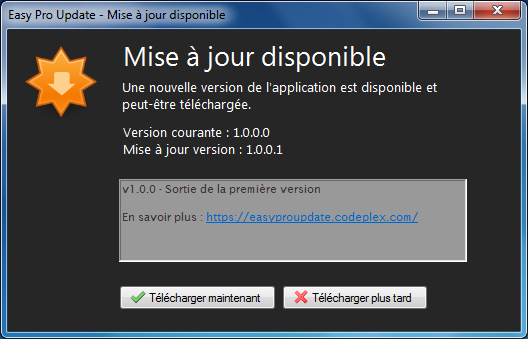 Easy Pro Update - Mise à jour disponible
Mise à jour disponible
Une nouvelle version de l'application est disponible et
peut-être téléchargée.
Version courante : 1.0.0.0
Mise à jour version : 1.0.0.1
v1.0.0 - Sortie de la première version
En savoir plus : https://easyproupdate.codeplex.com/
Télécharger maintenant
Télécharger plus tard